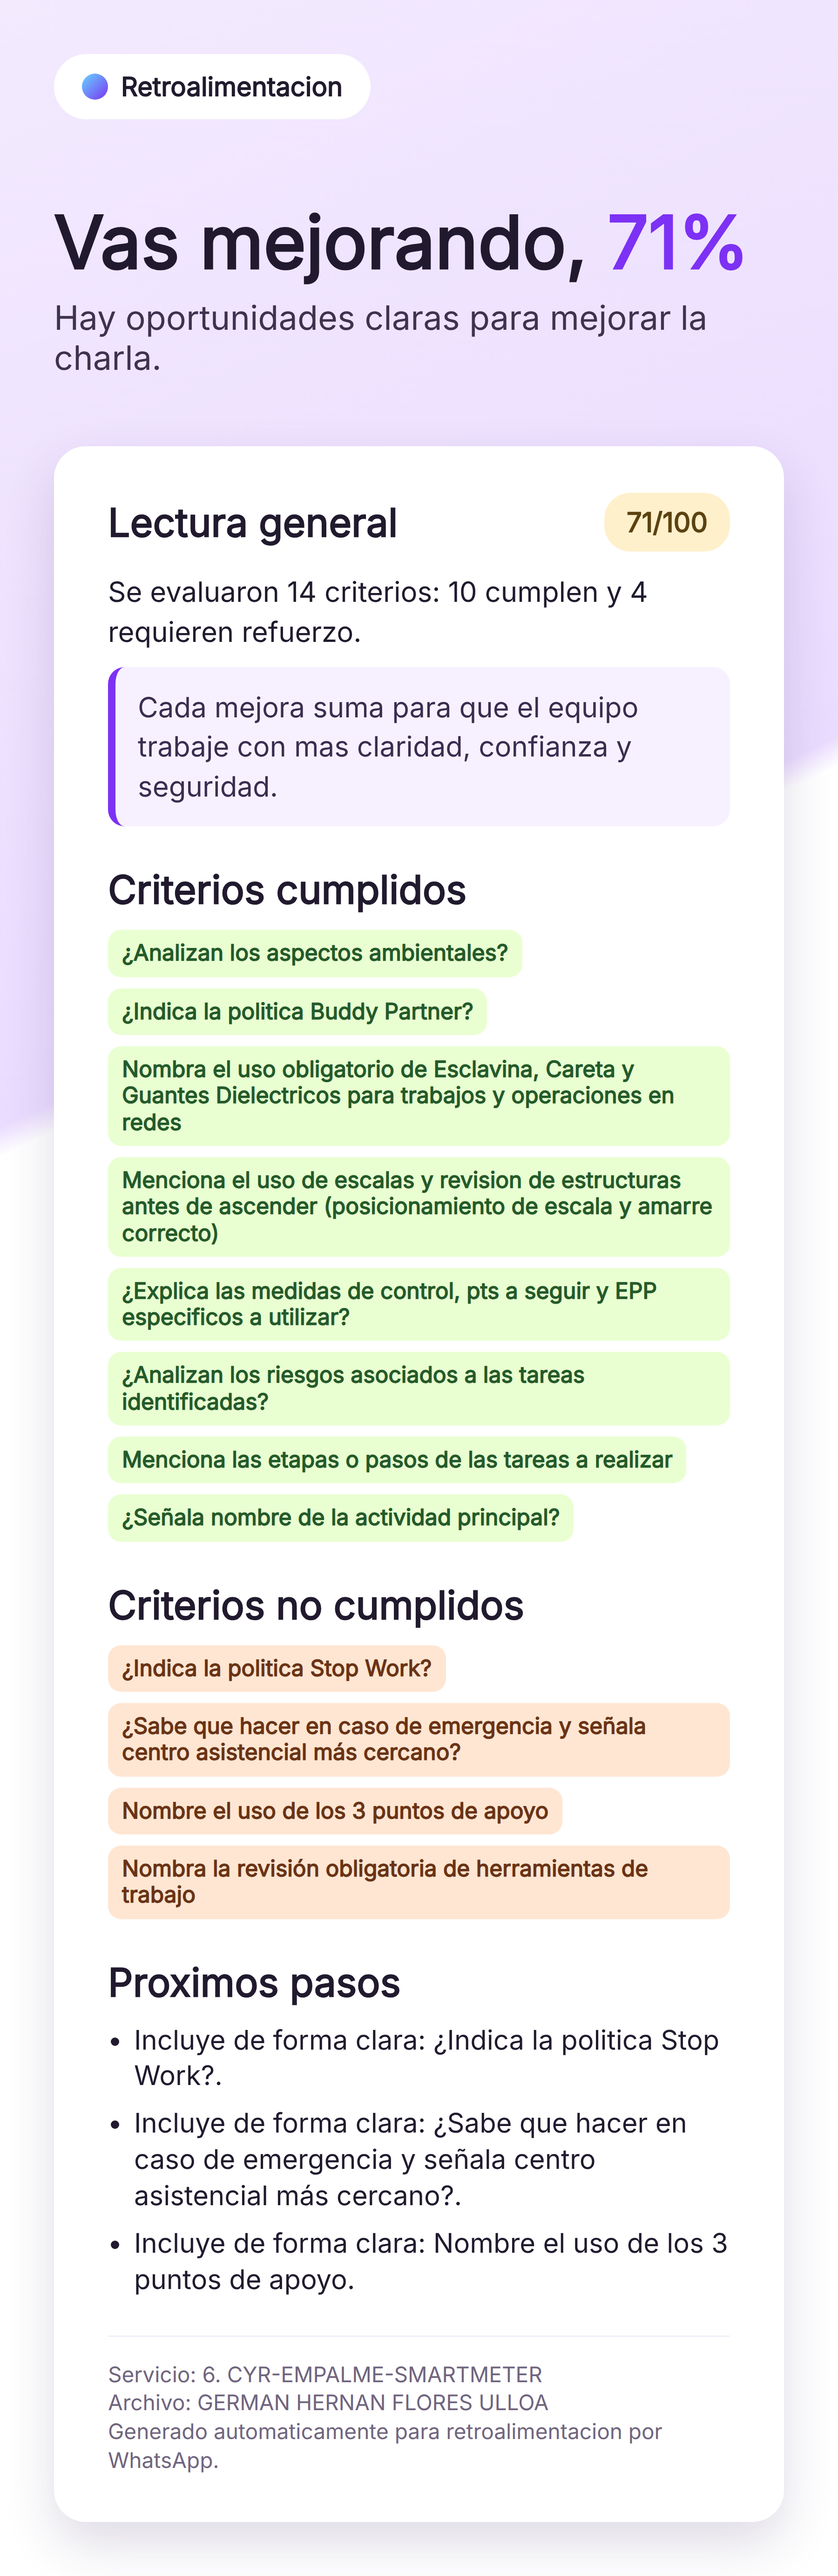 Retroalimentacion
Vas mejorando, 71%
Hay oportunidades claras para mejorar la
charla.
Lectura general
71/100
Se evaluaron 14 criterios: 10 cumplen y 4
requieren refuerzo.
Cada mejora suma para que el equipo
trabaje con mas claridad, confianza y
seguridad.
Criterios cumplidos
¿Analizan los aspectos ambientales?
¿Indica la politica Buddy Partner?
Nombra el uso obligatorio de Esclavina, Careta y
Guantes Dielectricos para trabajos y operaciones en
redes
Menciona el uso de escalas y revision de estructuras
antes de ascender (posicionamiento de escala y amarre
correcto)
¿Explica las medidas de control, pts a seguir y EPP
especificos a utilizar?
¿Analizan los riesgos asociados a las tareas
identificadas?
Menciona las etapas o pasos de las tareas a realizar
¿Señala nombre de la actividad principal?
Criterios no cumplidos
¿Indica la politica Stop Work?
¿Sabe que hacer en caso de emergencia y señala
centro asistencial más cercano?
Nombre el uso de los 3 puntos de apoyo
Nombra la revisión obligatoria de herramientas de
trabajo
Proximos pasos
• Incluye de forma clara: ¿Indica la politica Stop
Work?.
• Incluye de forma clara: ¿Sabe que hacer en
caso de emergencia y señala centro
asistencial más cercano?.
• Incluye de forma clara: Nombre el uso de los 3
puntos de apoyo.
Servicio: 6. CYR-EMPALME-SMARTMETER
Archivo: GERMAN HERNAN FLORES ULLOA
Generado automaticamente para retroalimentacion por
WhatsApp.